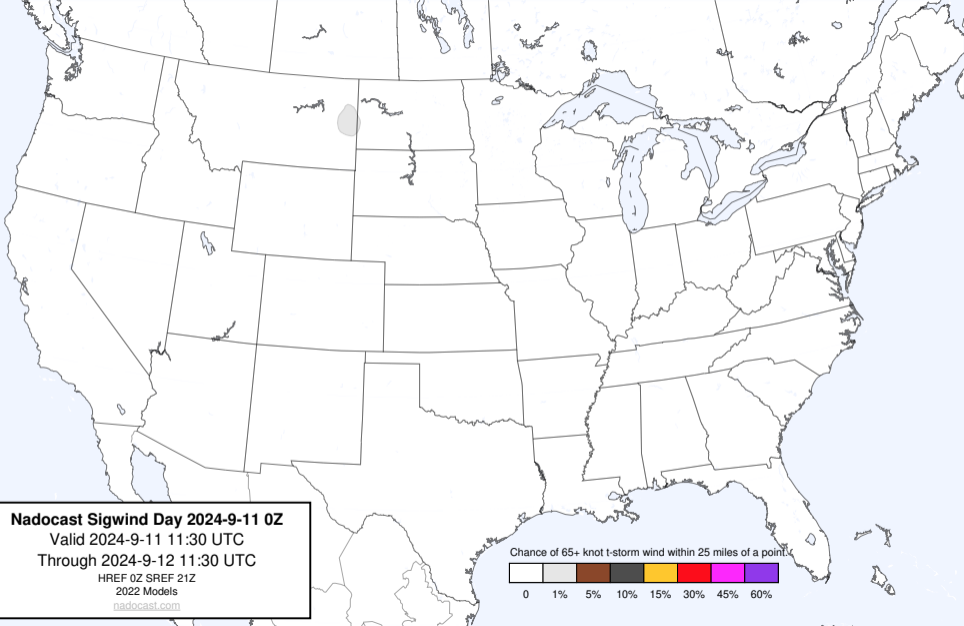 Nadocast Sigwind Day 2024-9-11 0Z
Valid 2024-9-11 11:30 UTC
Through 2024-9-12 11:30 UTC
HREF 0Z SREF 21Z
2022 Models
nadocast.com
Chance of 65+ knot t-storm wind within 25 miles of a point.
0 1% 5% 10% 15% 30% 45% 60%